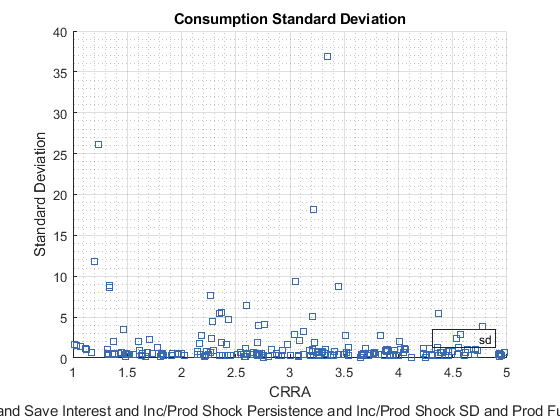 Consumption Standard Deviation
40
35
30
25
20
15
10
5
0
Standard Deviation
sd
1 1.5 2 2.5 3 3.5 4 4.5 5
CRRA
and Save Interest and Inc/Prod Shock Persistence and Inc/Prod Shock SD and Prod Fu